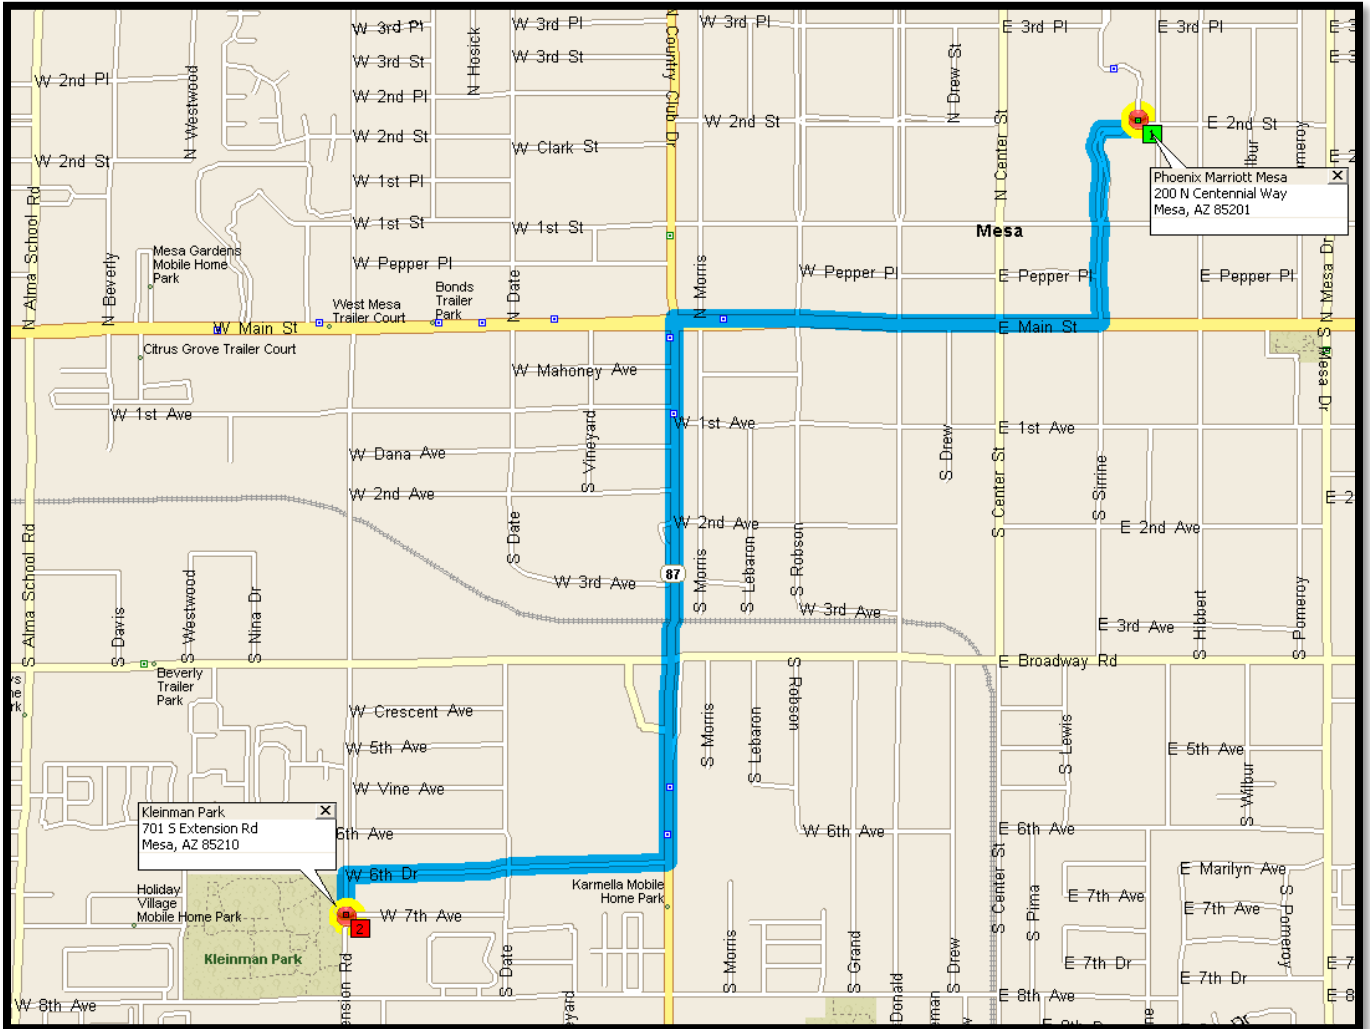 W 3rd Pl
W 3rd Pl
W 3rd Pl
E 3rd Pl
E 3rd Pl
W 3rd St
W 3rd St
N Hosick
N Country Club Dr
N Drew St
W 2nd Pl
N Westwood
W 2nd Pl
W 2nd St
W 2nd St
E 2nd St
W 2nd St
W Clark St
N Center St
1
Phoenix Marriott Mesa
200 N Centennial Way
Mesa, AZ 85201
W 1st Pl
W 1st St
W 1st St
Mesa
N Alma School Rd
N Beverly
Mesa Gardens
Mobile Home
Park
W Pepper Pl
W Pepper Pl
E Pepper Pl
E Pepper Pl
N Date
N Morris
N Mesa Dr
West Mesa
Trailer Court
Bonds
Trailer
Park
W Main St
E Main St
Citrus Grove Trailer Court
S Mesa Dr
W Mahoney Ave
W 1st Ave
W 1st Ave
E 1st Ave
S Vineyard
S Drew
W Dana Ave
W 2nd Ave
S Center St
S Sirrine
W 2nd Ave
E 2nd Ave
S Date
S Alma School Rd
87
W 3rd Ave
W 3rd Ave
E 3rd Ave
S Davis
S Westwood
S Nina Dr
S Morris
S Lebaron
S Robson
S Hibbert
S Pomeroy
E Broadway Rd
Beverly
Trailer
Park
S Robson
W Crescent Ave
S Morris
S Lebaron
S Lewis
W 5th Ave
E 5th Ave
W Vine Ave
S Wilbur
Kleinman Park
701 S Extension Rd
Mesa, AZ 85210
6th Ave
W 6th Ave
E 6th Ave
W 6th Dr
E Marilyn Ave
Holiday
Village
Mobile Home Park
Karmella Mobile
Home Park
S Center St
S Pima
E 7th Ave
E 7th Ave
S Pomeroy
W 7th Ave
2
Kleinman Park
S Date
S Morris
S Grand
S Drew
E 7th Dr
E 7th Dr
W 8th Ave
E 8th Ave